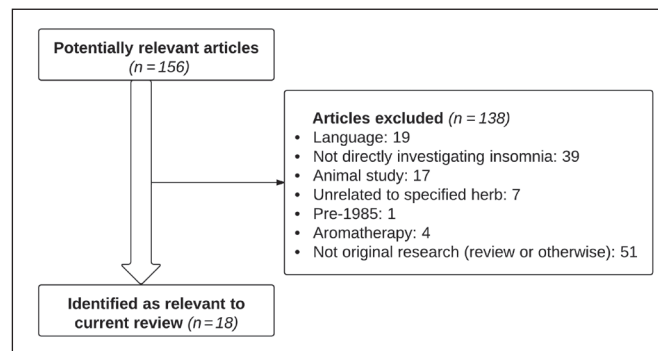 Potentially relevant articles
(n = 156)
Articles excluded (n = 138)
• Language: 19
• Not directly investigating insomnia: 39
• Animal study: 17
• Unrelated to specified herb: 7
• Pre-1985: 1
• Aromatherapy: 4
• Not original research (review or otherwise): 51
Identified as relevant to
current review (n = 18)